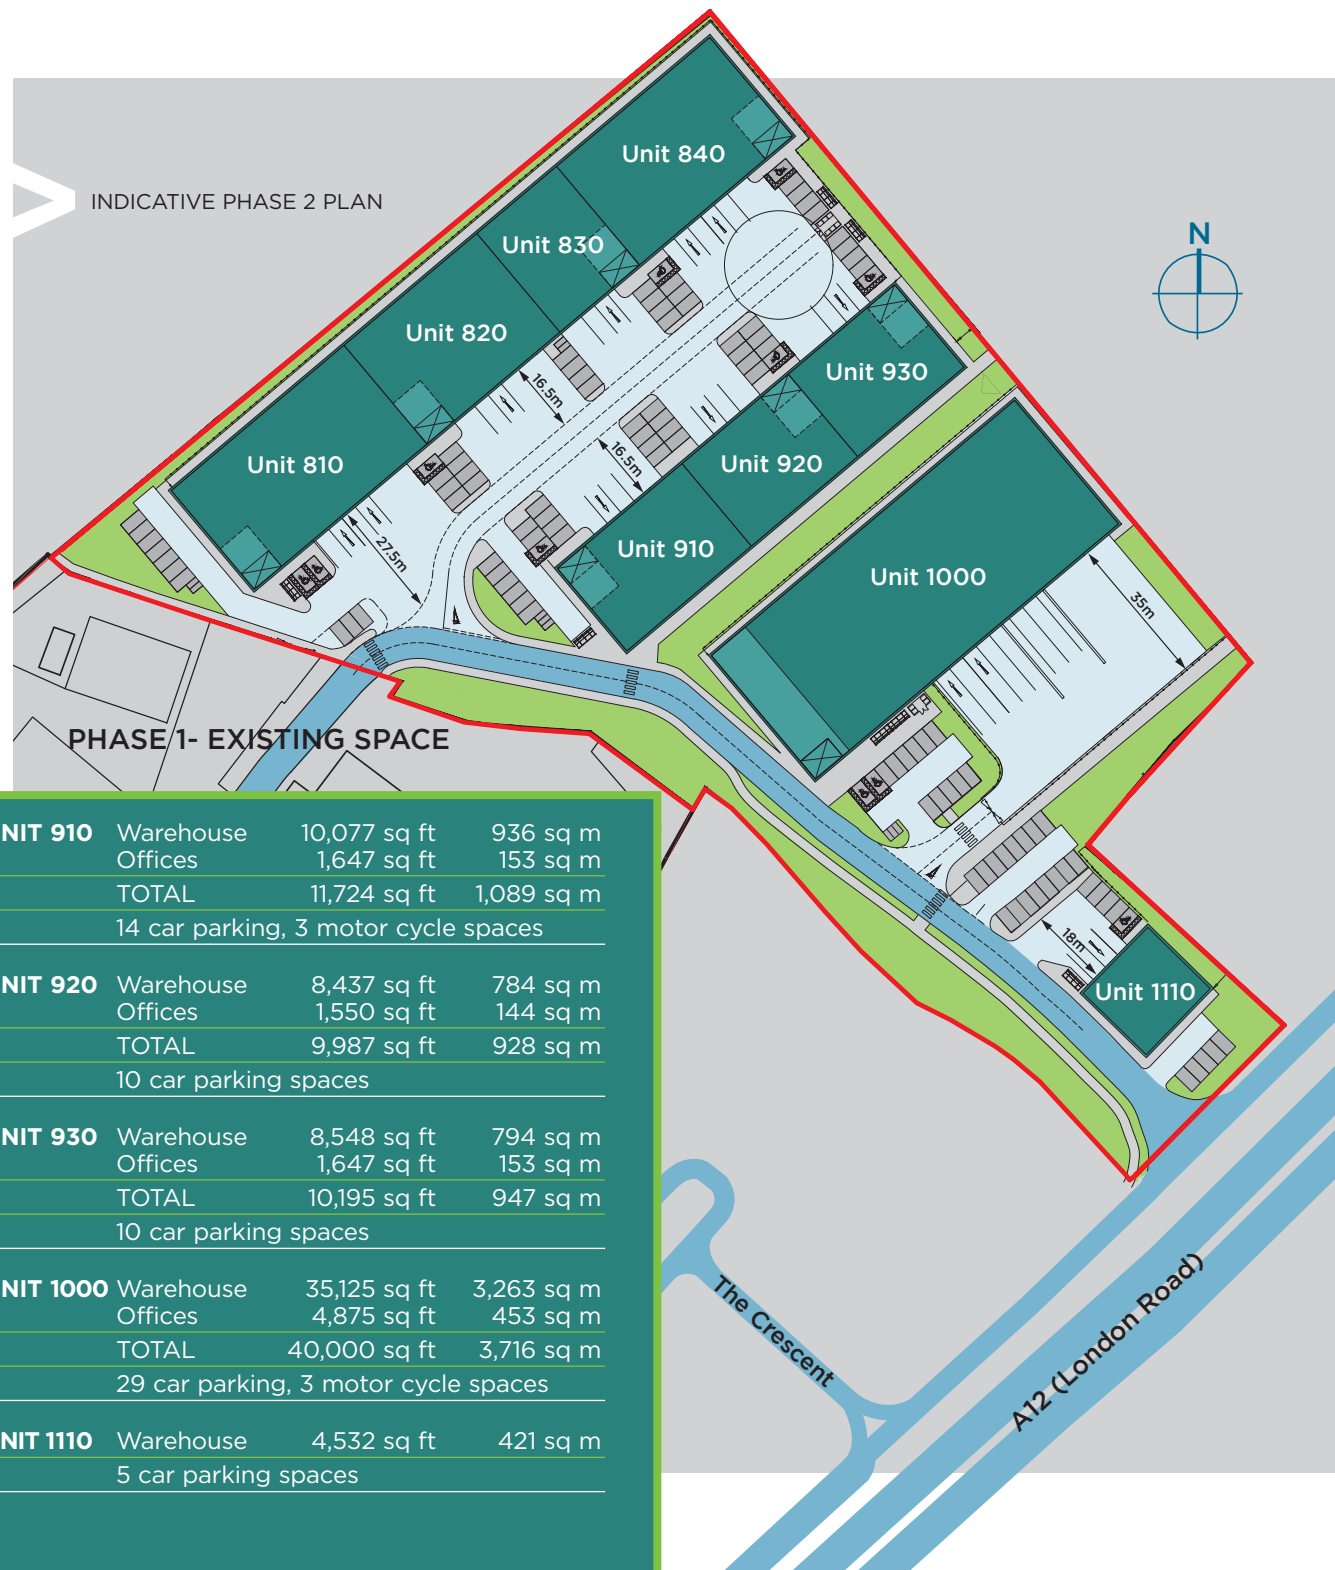 INDICATIVE PHASE 2 PLAN
N
Unit 840
Unit 830
Unit 820
Unit 810
Unit 930
Unit 920
Unit 910
Unit 1000
Unit 1110
16.5m
16.5m
27.5m
35m
18m
PHASE 1- EXISTING SPACE
NIT 910 Warehouse 10,077 sq ft 936 sq m
Offices 1,647 sq ft 153 sq m
TOTAL 11,724 sq ft 1,089 sq m
14 car parking, 3 motor cycle spaces
NIT 920 Warehouse 8,437 sq ft 784 sq m
Offices 1,550 sq ft 144 sq m
TOTAL 9,987 sq ft 928 sq m
10 car parking spaces
NIT 930 Warehouse 8,548 sq ft 794 sq m
Offices 1,647 sq ft 153 sq m
TOTAL 10,195 sq ft 947 sq m
10 car parking spaces
NIT 1000 Warehouse 35,125 sq ft 3,263 sq m
Offices 4,875 sq ft 453 sq m
TOTAL 40,000 sq ft 3,716 sq m
29 car parking, 3 motor cycle spaces
NIT 1110 Warehouse 4,532 sq ft 421 sq m
5 car parking spaces
The Crescent
A12 (London Road)